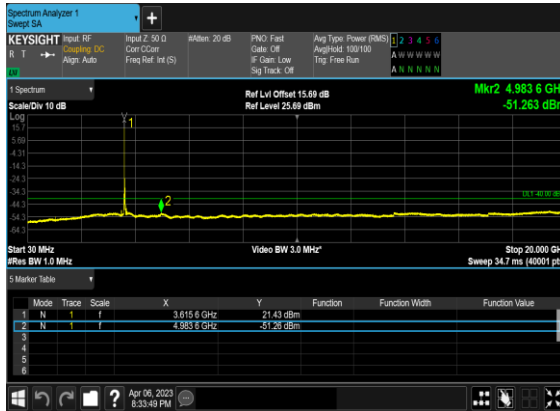 Spectrum Analyzer 1
Swept SA
+
KEYSIGHT Input: RF Input Z: 50 Ω #Atten: 20 dB PNO: Fast Avg Type: Power (RMS) 1 2 3 4 5 6
R T Coupling: DC Corr CCorr Gate: Off Avg|Hold: 100/100 A W W W W W
Align: Auto Freq Ref: Int (S) IF Gain: Low Trig: Free Run
Sig Track: Off A N N N N N
1 Spectrum
Scale/Div 10 dB
Ref Lvl Offset 15.69 dB
Ref Level 25.69 dBm
Mkr2 4.983 6 GHz
-51.263 dBm
Log
15.7
5.69
-4.31
-14.3
-24.3
-34.3
-44.3
-54.3
-64.3
1
2
Start 30 MHz Video BW 3.0 MHz* Stop 20.000 GHz
#Res BW 1.0 MHz Sweep 34.7 ms (40001 pts)
5 Marker Table
Mode Trace Scale X Y Function Function Width Function Value
1 N 1 f 3.615 6 GHz 21.43 dBm
2 N 1 f 4.983 6 GHz -51.26 dBm
3
4
5
6
? Apr 06, 2023
8:33:49 PM